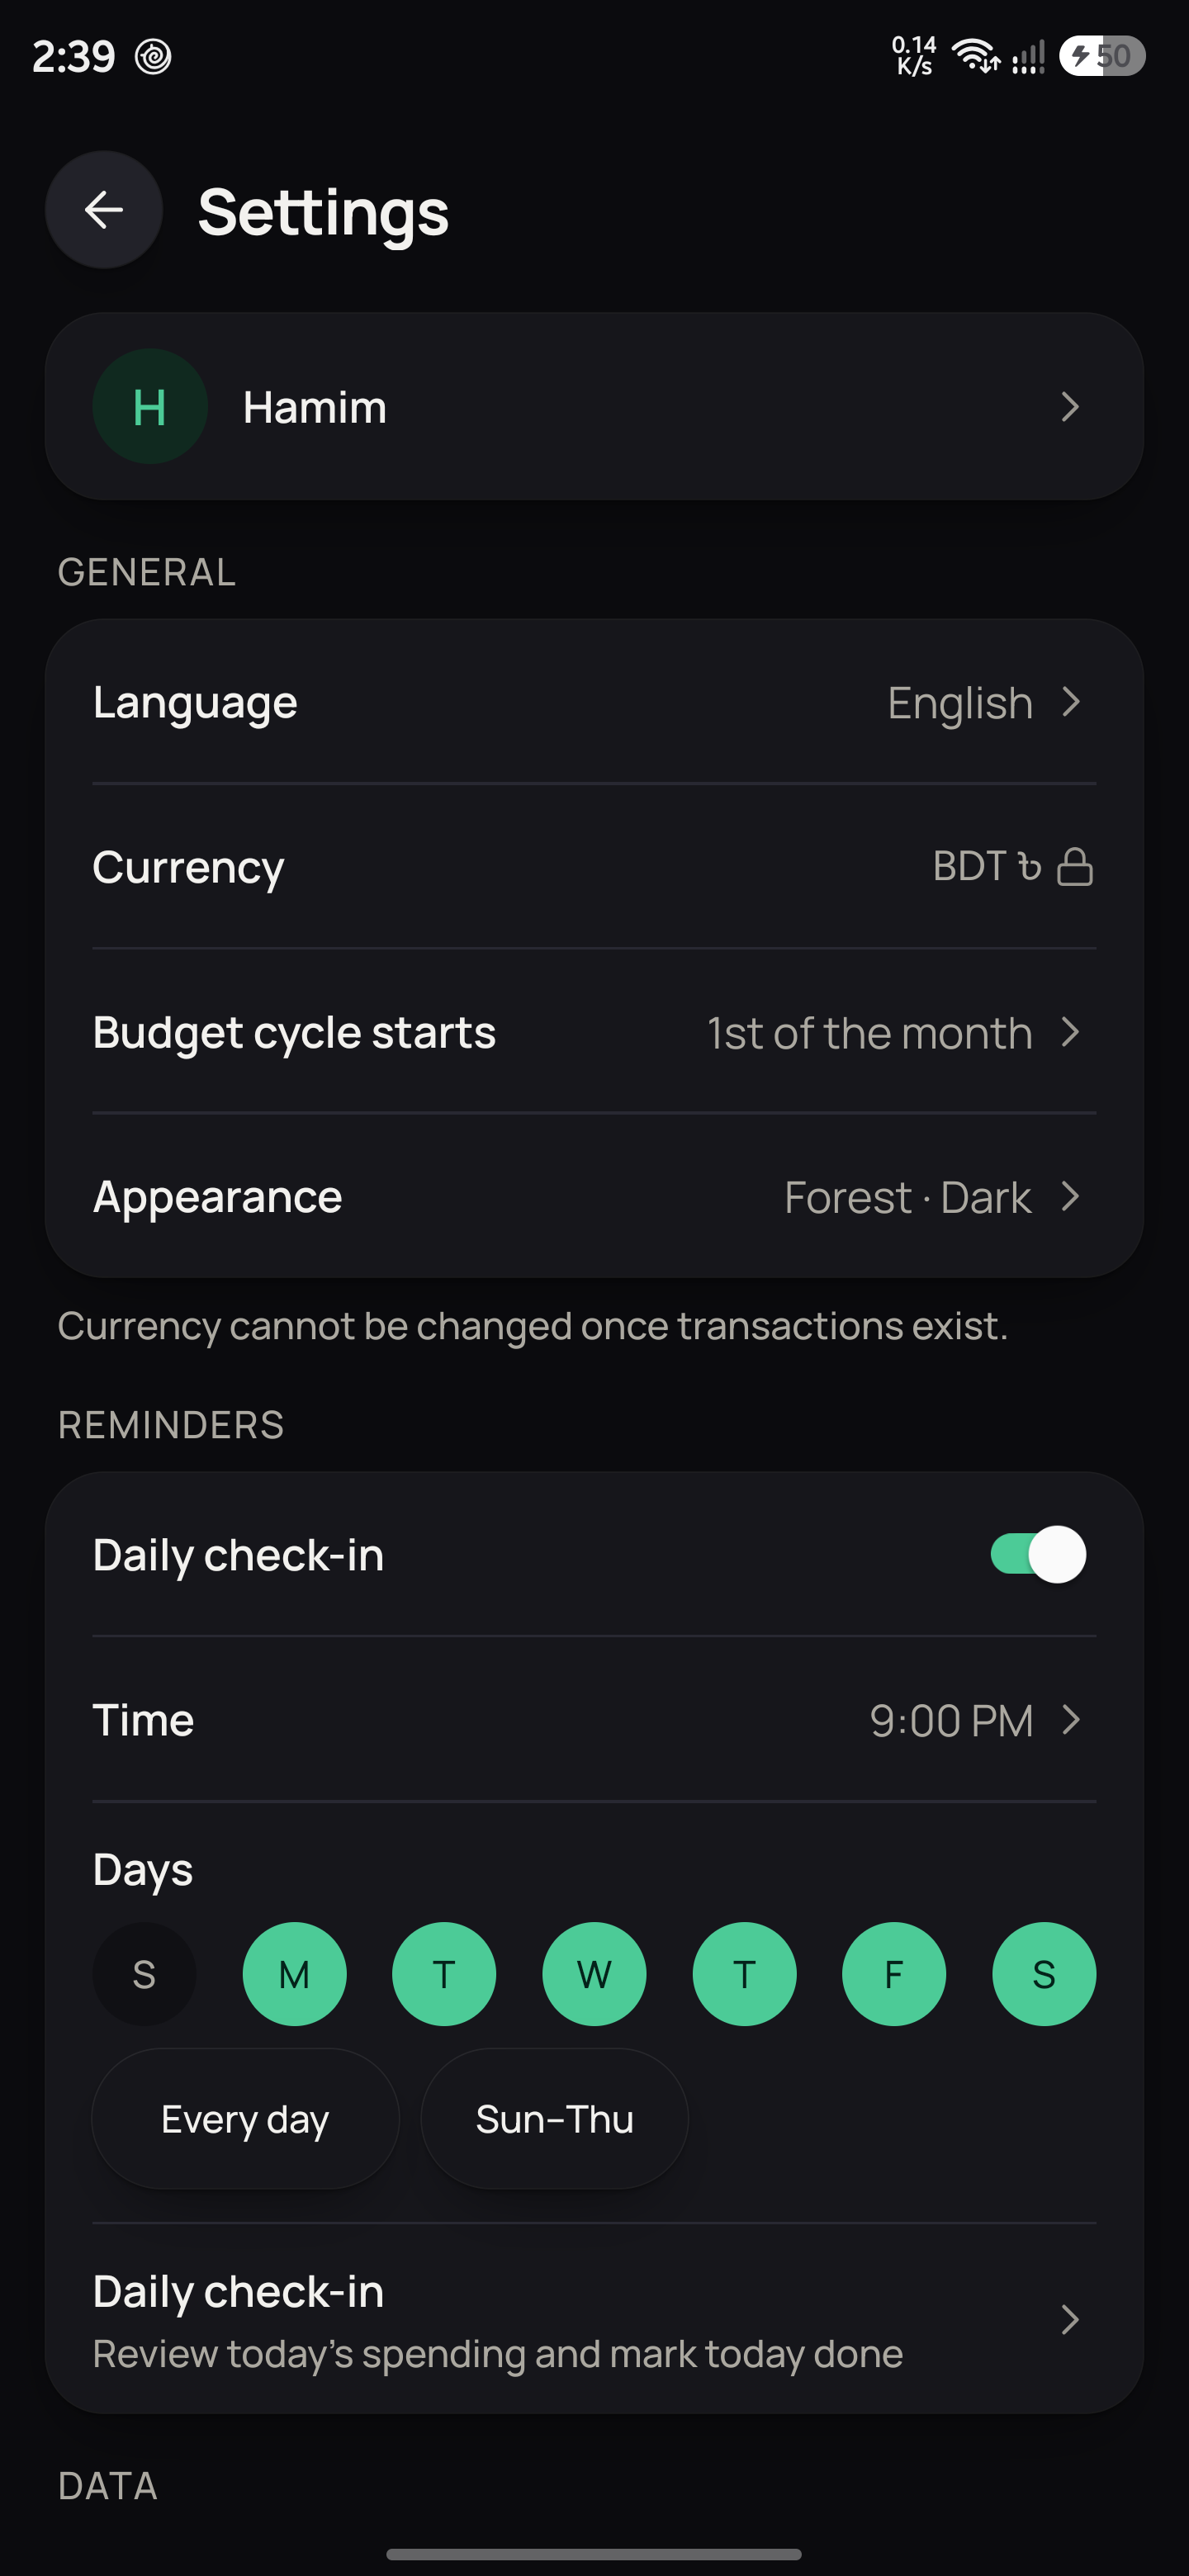 2:39
0.14
K/s
50
Settings
H
Hamim
GENERAL
Language
English
Currency
BDT ৳
Budget cycle starts
1st of the month
Appearance
Forest · Dark
Currency cannot be changed once transactions exist.
REMINDERS
Daily check-in
Time
9:00 PM
Days
S M T W T F S
Every day
Sun–Thu
Daily check-in
Review today’s spending and mark today done
DATA